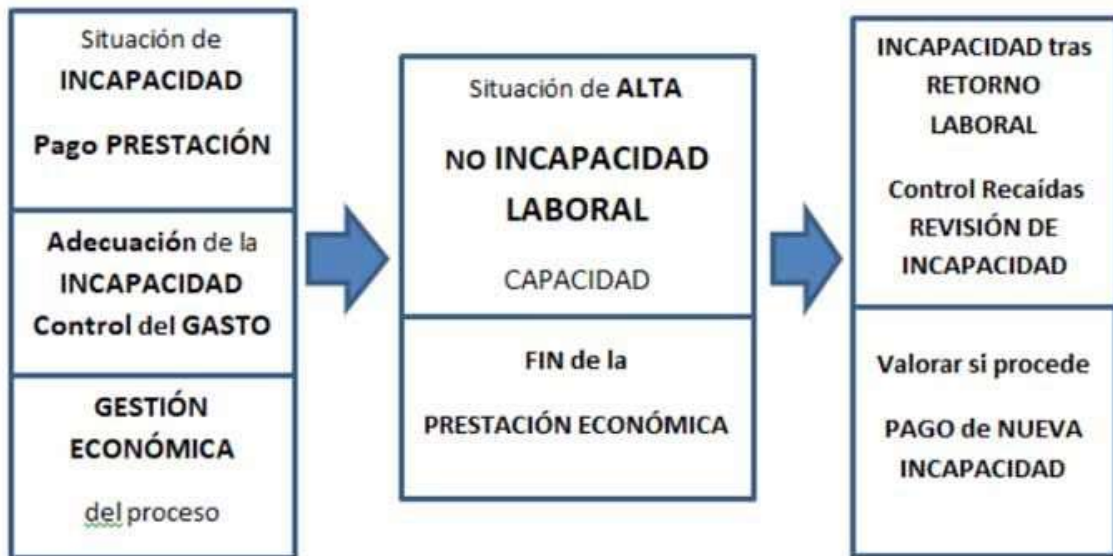 Situación de
INCAPACIDAD
Pago PRESTACIÓN
Adecuación de la
INCAPACIDAD
Control del GASTO
GESTIÓN
ECONÓMICA
del proceso
Situación de ALTA
NO INCAPACIDAD
LABORAL
CAPACIDAD
FIN de la
PRESTACIÓN ECONÓMICA
INCAPACIDAD tras
RETORNO
LABORAL
Control Recaídas
REVISIÓN DE
INCAPACIDAD
Valorar si procede
PAGO de NUEVA
INCAPACIDAD